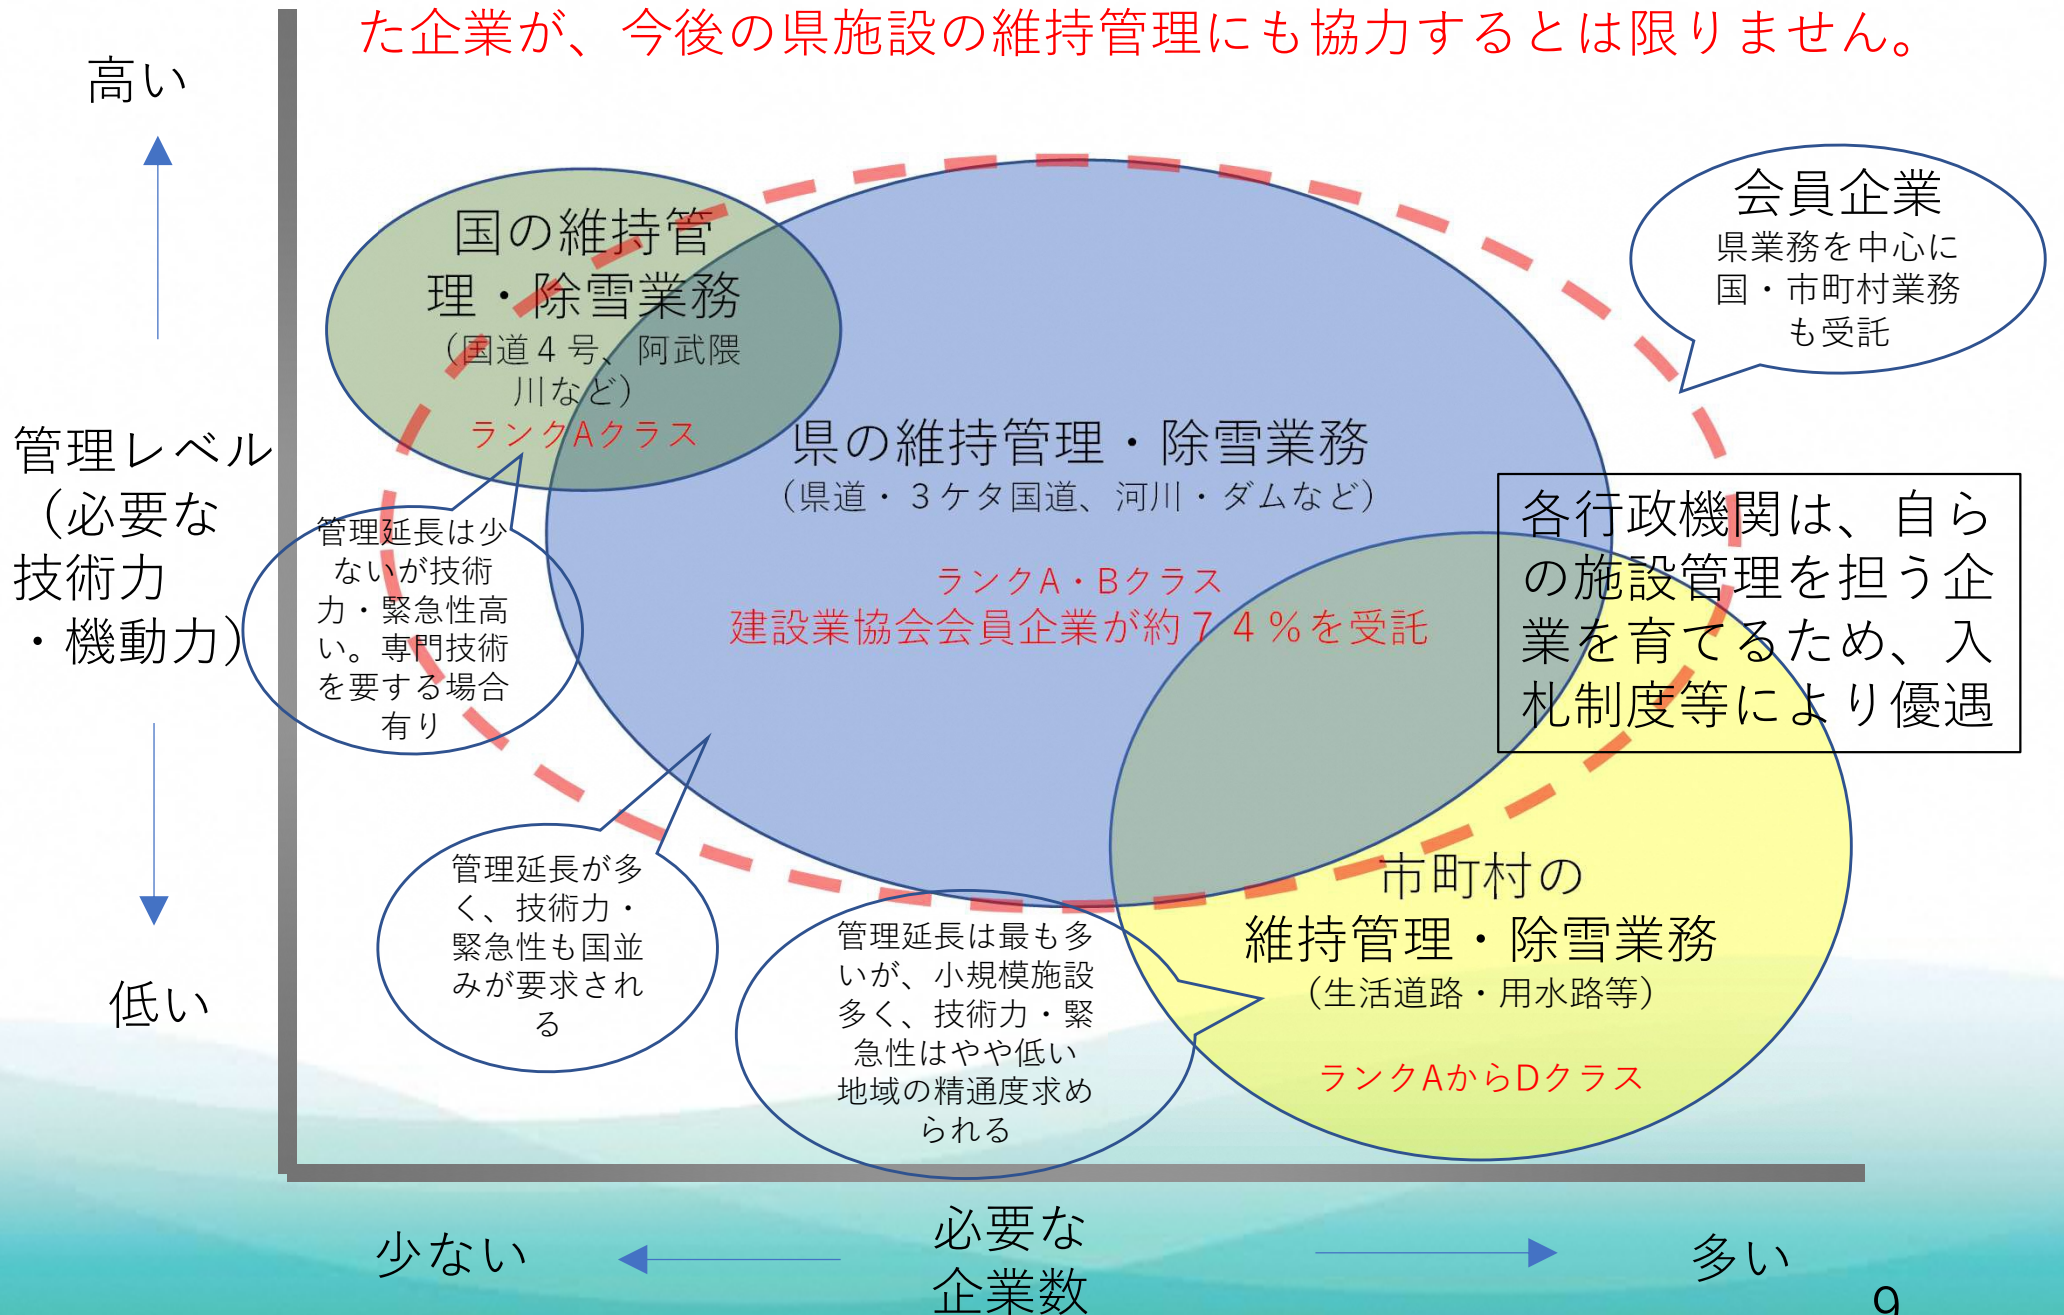 た企業が、今後の県施設の維持管理にも協力するとは限りません。
高い
管理レベル
（必要な
技術力
・機動力）
低い
国の維持管
理・除雪業務
（国道４号、阿武隈
川など）
ランクAクラス
会員企業
県業務を中心に
国・市町村業務
も受託
県の維持管理・除雪業務
（県道・３ケタ国道、河川・ダムなど）
ランクA・Bクラス
建設業協会会員企業が約７４％を受託
各行政機関は、自ら
の施設管理を担う企
業を育てるため、入
札制度等により優遇
管理延長は少
ないが技術
力・緊急性高
い。専門技術
を要する場合
有り
管理延長が多
く、技術力・
緊急性も国並
みが要求され
る
管理延長は最も多
いが、小規模施設
多く、技術力・緊
急性はやや低い
地域の精通度求め
られる
市町村の
維持管理・除雪業務
（生活道路・用水路等）
ランクAからDクラス
少ない
必要な
企業数
多い
9